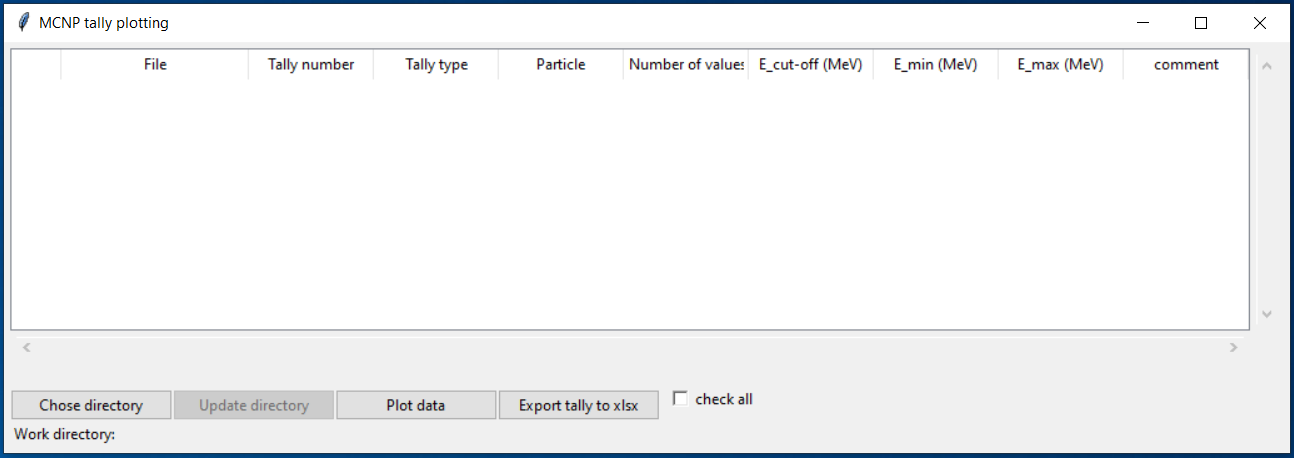 MCNP tally plotting
File Tally number Tally type Particle Number of values E_cut-off (MeV) E_min (MeV) E_max (MeV) comment
Chose directory Update directory Plot data Export tally to xlsx check all
Work directory: